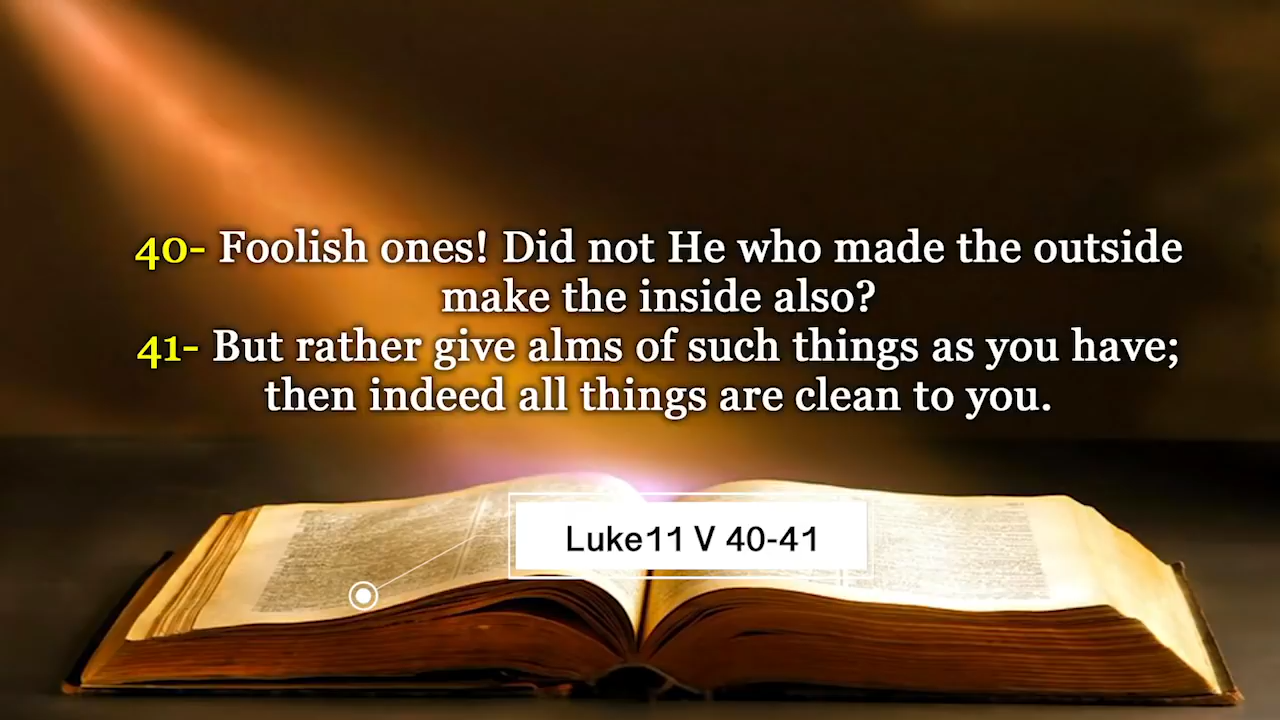 40- Foolish ones! Did not He who made the outside
make the inside also?
41- But rather give alms of such things as you have;
then indeed all things are clean to you.
Luke11 V 40-41